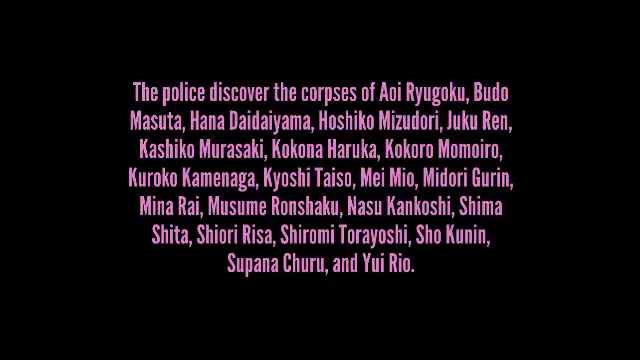 The police discover the corpses of Aoi Ryugoku, Budo
Masuta, Hana Daidaiyama, Hoshiko Mizudori, Juku Ren,
Kashiko Murasaki, Kokona Haruka, Kokoro Momoiro,
Kuroko Kamenaga, Kyoshi Taiso, Mei Mio, Midori Gurin,
Mina Rai, Musume Ronshaku, Nasu Kankoshi, Shima
Shita, Shiori Risa, Shiromi Torayoshi, Sho Kunin,
Supana Churu, and Yui Rio.